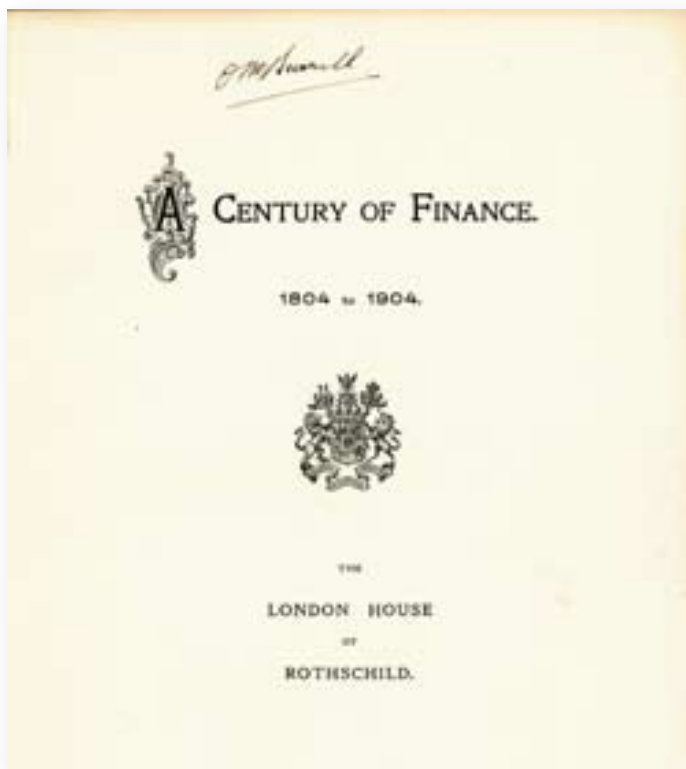 A CENTURY OF FINANCE.
1804 to 1904.
THE
LONDON HOUSE
OF
ROTHSCHILD.